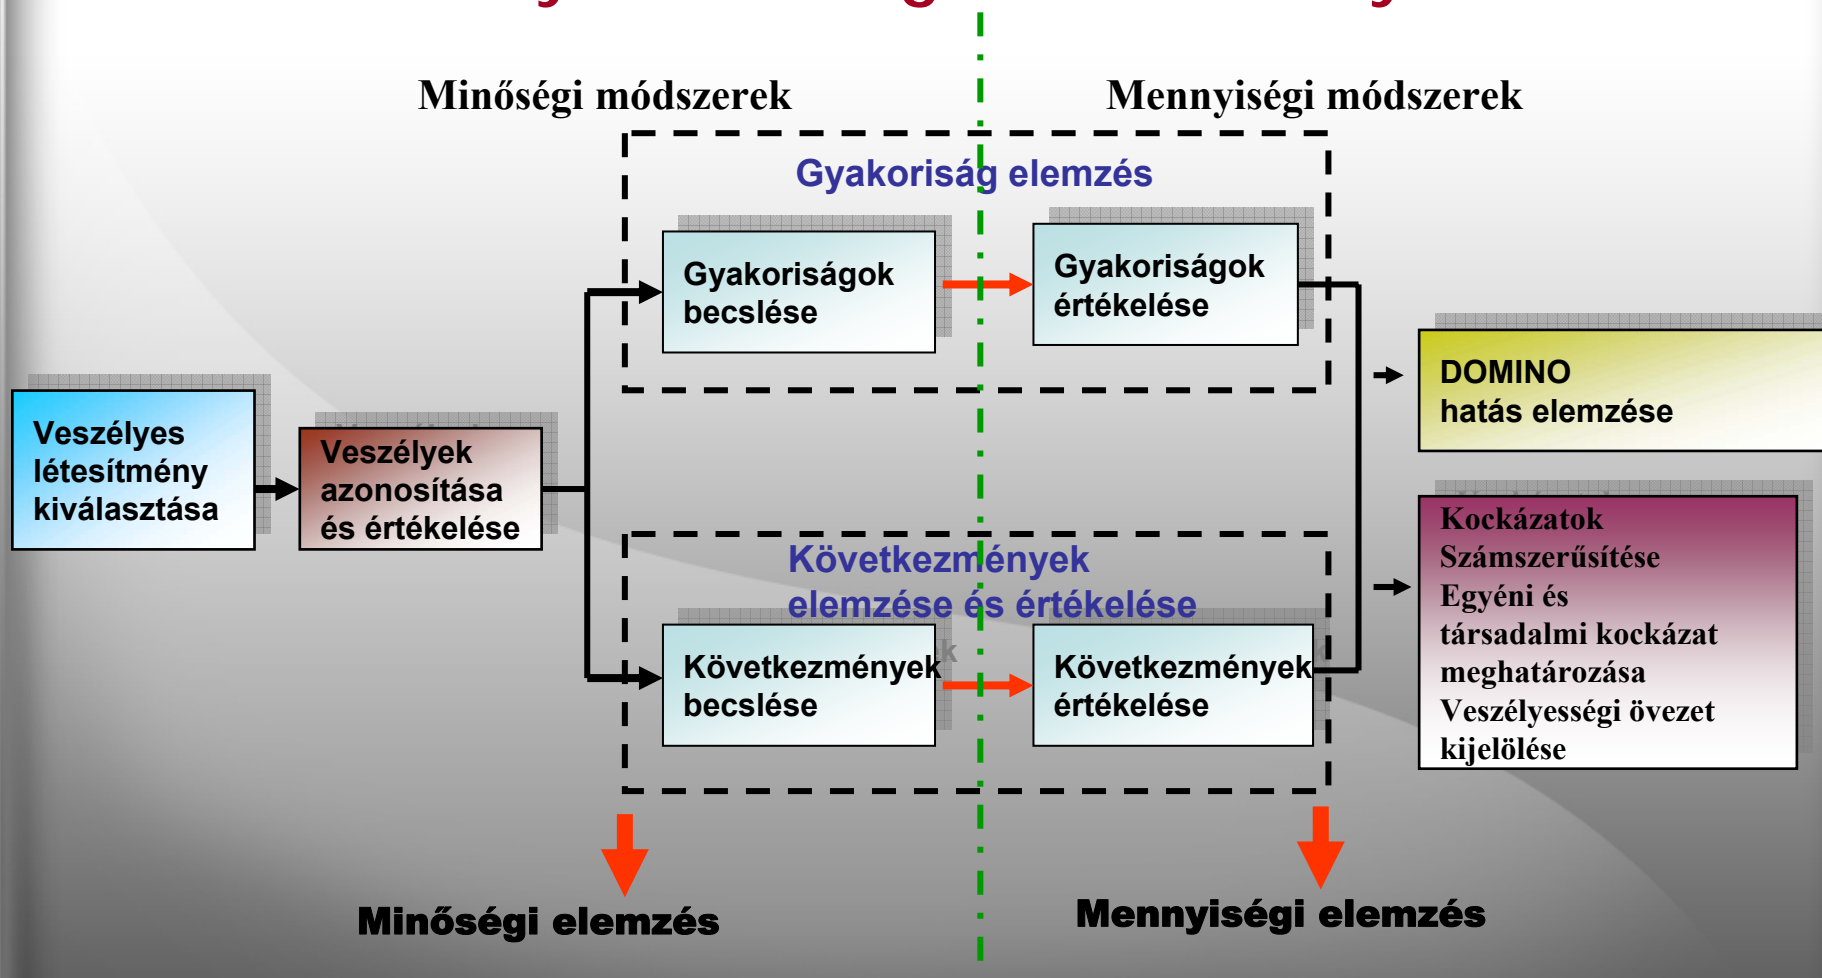 Minőségi módszerek
Mennyiségi módszerek
Gyakoriság elemzés
Gyakoriságok
becslése
Gyakoriságok
értékelése
DOMINO
hatás elemzése
Veszélyes
létesítmény
kiválasztása
Veszélyek
azonosítása
és értékelése
Következmények
elemzése és értékelése
Következmények
becslése
Következmények
értékelése
Kockázatok
Számszerűsítése
Egyéni és
társadalmi kockázat
meghatározása
Veszélyességi övezet
kijelölése
Minőségi elemzés
Mennyiségi elemzés